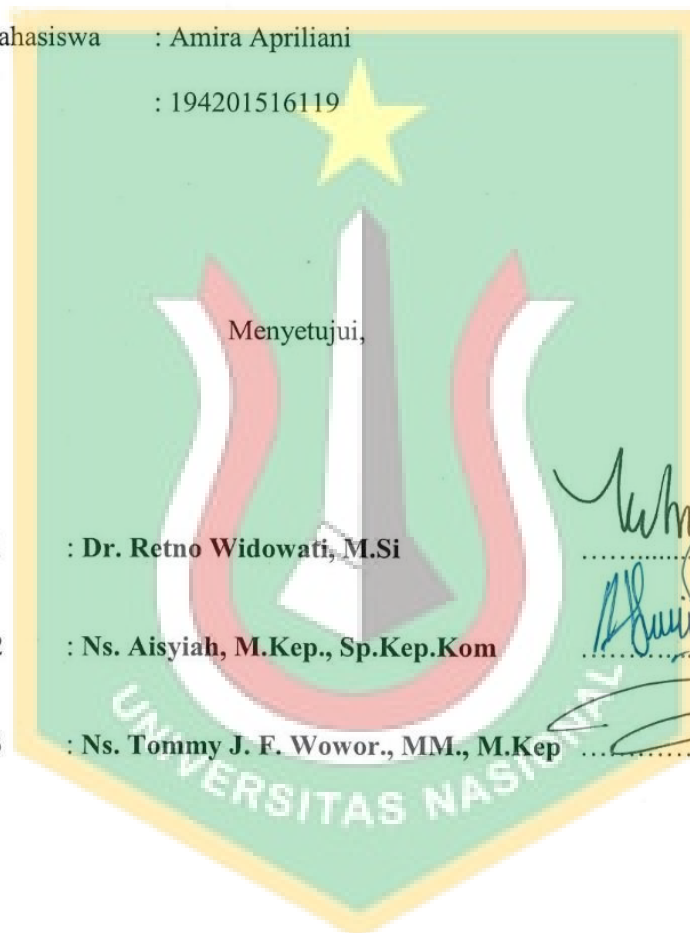 ahasiswa : Amira Apriliani
: 194201516119
Menyetujui,
: Dr. Retno Widowati, M.Si ................
2 : Ns. Aisyiah, M.Kep., Sp.Kep.Kom ................
: Ns. Tommy J. F. Wowor., MM., M.Kep ................
UNIVERSITAS NASIONAL